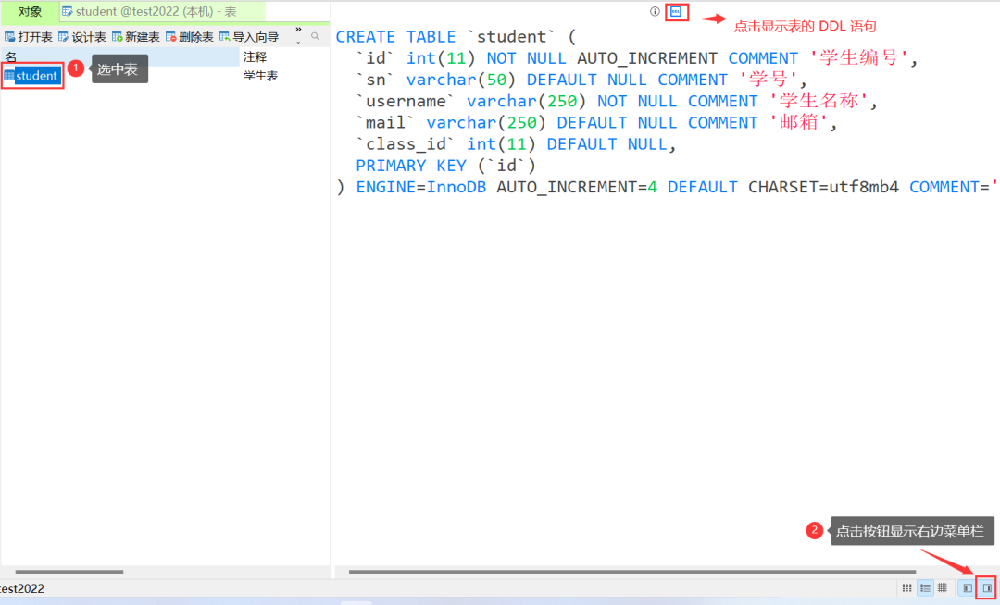 对象 student @test2022 (本机) - 表
打开表 设计表 新建表 删除表 导入向导 »
名 注释
student 学生表
1 选中表
点击显示表的 DDL 语句
CREATE TABLE `student` (
`id` int(11) NOT NULL AUTO_INCREMENT COMMENT '学生编号',
`sn` varchar(50) DEFAULT NULL COMMENT '学号',
`username` varchar(250) NOT NULL COMMENT '学生名称',
`mail` varchar(250) DEFAULT NULL COMMENT '邮箱',
`class_id` int(11) DEFAULT NULL,
PRIMARY KEY (`id`)
) ENGINE=InnoDB AUTO_INCREMENT=4 DEFAULT CHARSET=utf8mb4 COMMENT='
2 点击按钮显示右边菜单栏
test2022